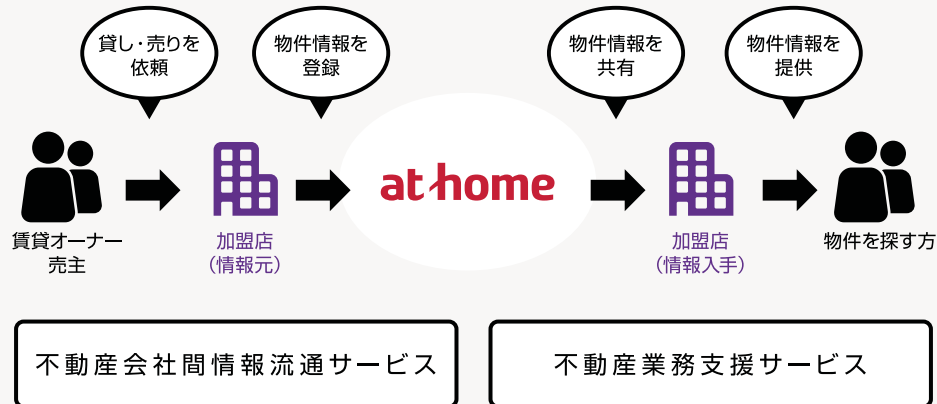 貸し・売りを
依頼
物件情報を
登録
物件情報を
共有
物件情報を
提供
at home
賃貸オーナー
売主
加盟店
（情報元）
加盟店
（情報入手）
物件を探す方
不動産会社間情報流通サービス
不動産業務支援サービス